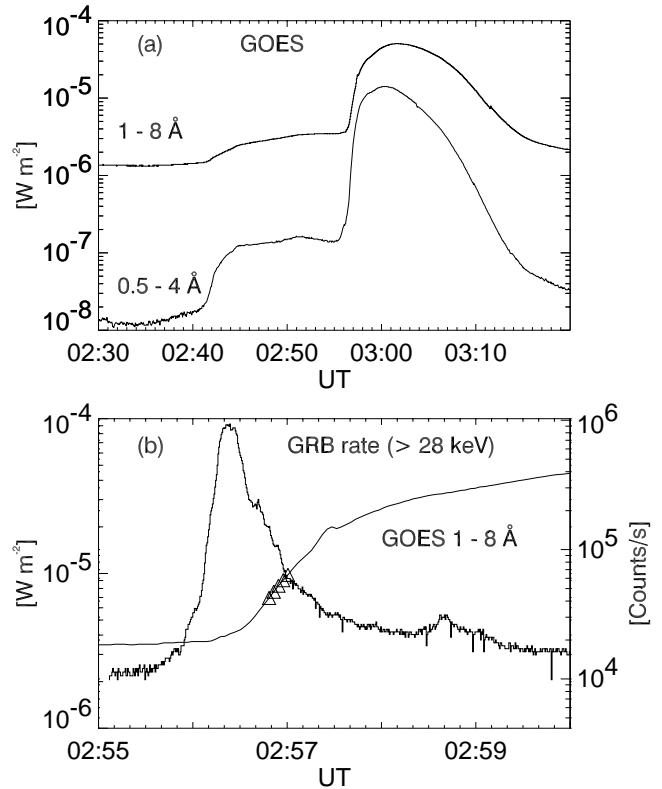 10⁻⁴
(a) GOES
10⁻⁵
1 - 8 Å
[W m⁻²]
10⁻⁶
10⁻⁷
0.5 - 4 Å
10⁻⁸
02:30 02:40 02:50 03:00 03:10
UT
10⁻⁴ 10⁶
(b) GRB rate (> 28 keV)
GOES 1 - 8 Å
[W m⁻²] 10⁻⁵ 10⁵ [Counts/s]
10⁴
10⁻⁶
02:55 02:57 02:59
UT